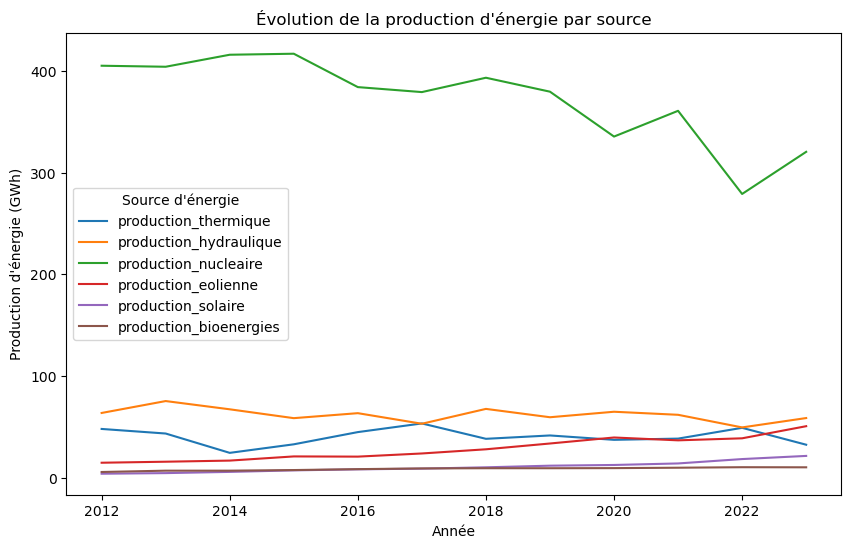 Évolution de la production d'énergie par source
Production d'énergie (GWh)
400
300
200
100
0
Source d'énergie
production_thermique
production_hydraulique
production_nucleaire
production_eolienne
production_solaire
production_bioenergies
2012
2014
2016
2018
2020
2022
Année